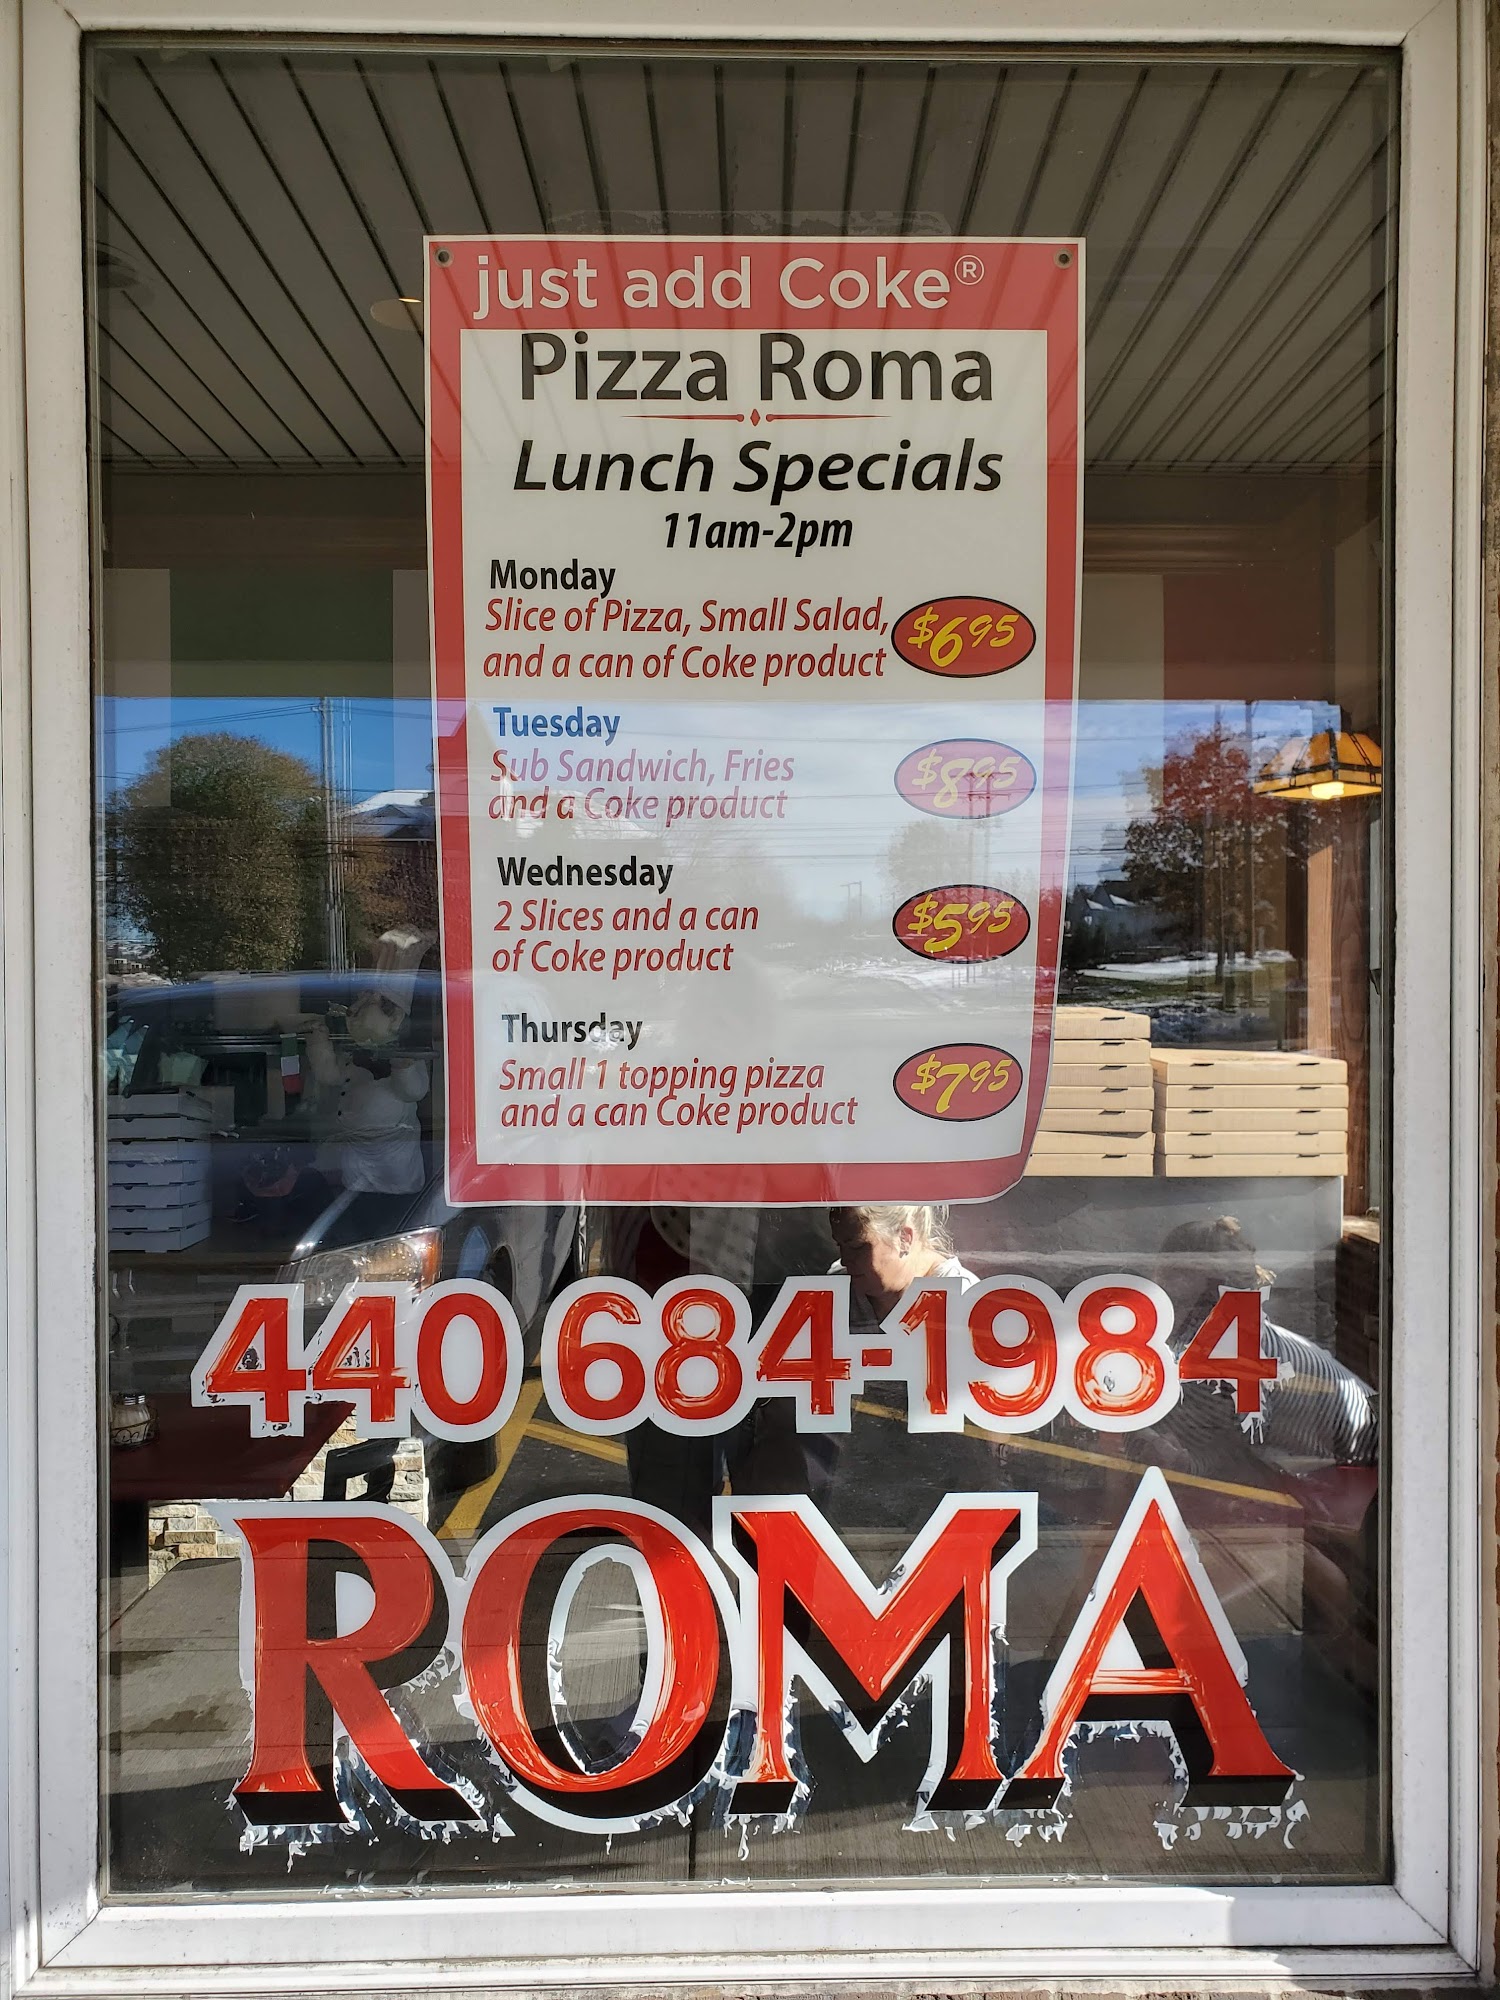 just add Coke®
Pizza Roma
Lunch Specials
11am-2pm
Monday
Slice of Pizza, Small Salad,
and a can of Coke product
$6.95
Tuesday
Sub Sandwich, Fries
and a Coke product
$8.95
Wednesday
2 Slices and a can
of Coke product
$5.95
Thursday
Small 1 topping pizza
and a can Coke product
$7.95
440 684-1984
ROMA